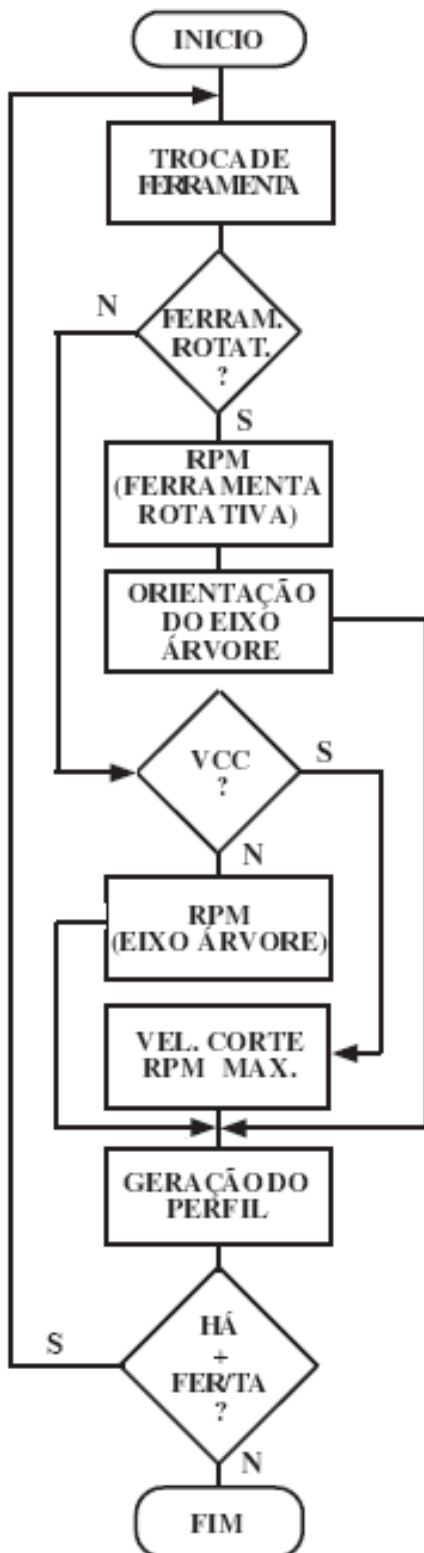 INICIO
TROCA DE
FERRAMENTA
N
FERRAM.
ROTAT.
?
S
RPM
(FERRAMENTA
ROTATIVA)
ORIENTAÇÃO
DO EIXO
ÁRVORE
VCC
?
S
N
RPM
(EIXO ÁRVORE)
VEL. CORTE
RPM MAX.
GERAÇÃO DO
PERFIL
S
HÁ
+
FER/TA
?
N
FIM